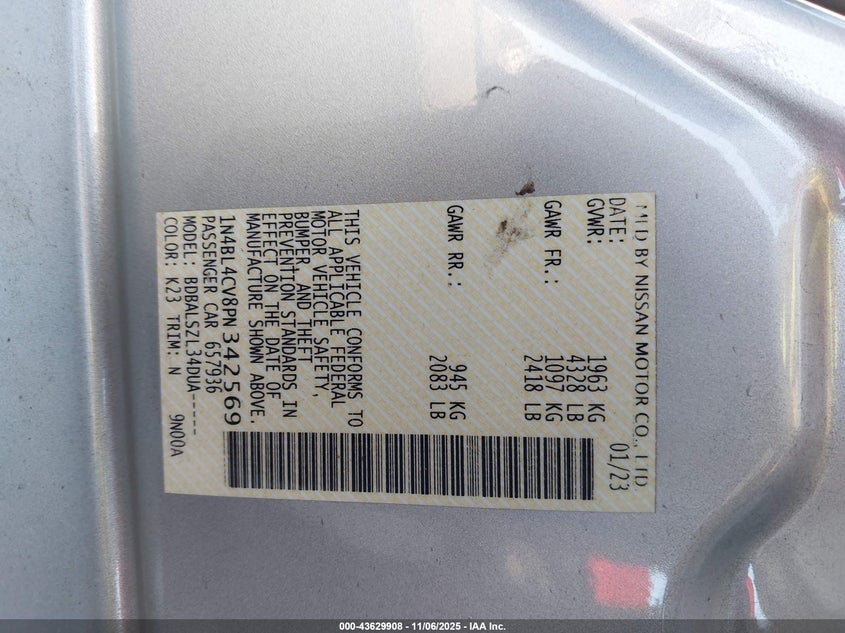 MFD BY NISSAN MOTOR CO., LTD.
DATE: 01/23
GVWR: 1963 KG
4328 LB
GAWR FR.: 1097 KG
2418 LB
GAWR RR.: 945 KG
2083 LB
THIS VEHICLE CONFORMS TO
ALL APPLICABLE FEDERAL
MOTOR VEHICLE SAFETY,
BUMPER, AND THEFT
PREVENTION STANDARDS IN
EFFECT ON THE DATE OF
MANUFACTURE SHOWN ABOVE.
1N4BL4CV8PN342569
PASSENGER CAR 657936
MODEL: BDBALSZL34DUA-----
COLOR: K23 TRIM: N 9N00A
000-43629908 - 11/06/2025 - IAA Inc.